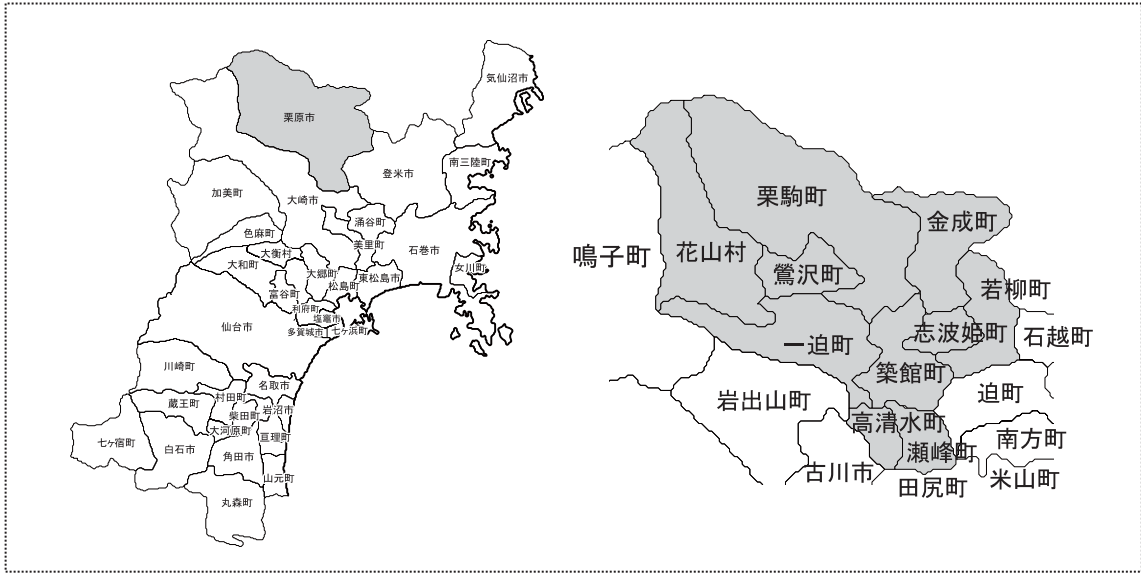 気仙沼市
栗原市
南三陸町
登米市
加美町
大崎市
涌谷町
色麻町
美里町
石巻市
大衡村
大和町
大郷町
女川町
東松島市
松島町
富谷町
利府町
塩竈市
仙台市
多賀城市
七ヶ浜町
川崎町
名取市
村田町
蔵王町
岩沼市
柴田町
大河原町
亘理町
七ヶ宿町
白石市
角田市
山元町
丸森町
栗駒町
金成町
花山村
鳴子町
鶯沢町
若柳町
志波姫町
石越町
一迫町
築館町
迫町
岩出山町
高清水町
南方町
瀬峰町
古川市
米山町
田尻町